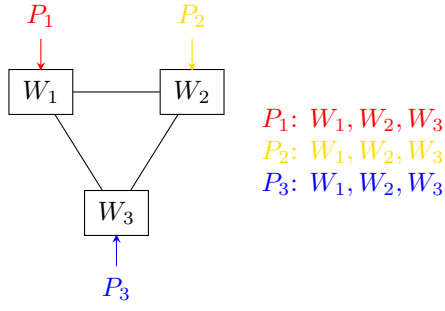 P₁ P₂
W₁ W₂
P₁: W₁, W₂, W₃
P₂: W₁, W₂, W₃
P₃: W₁, W₂, W₃
W₃
P₃